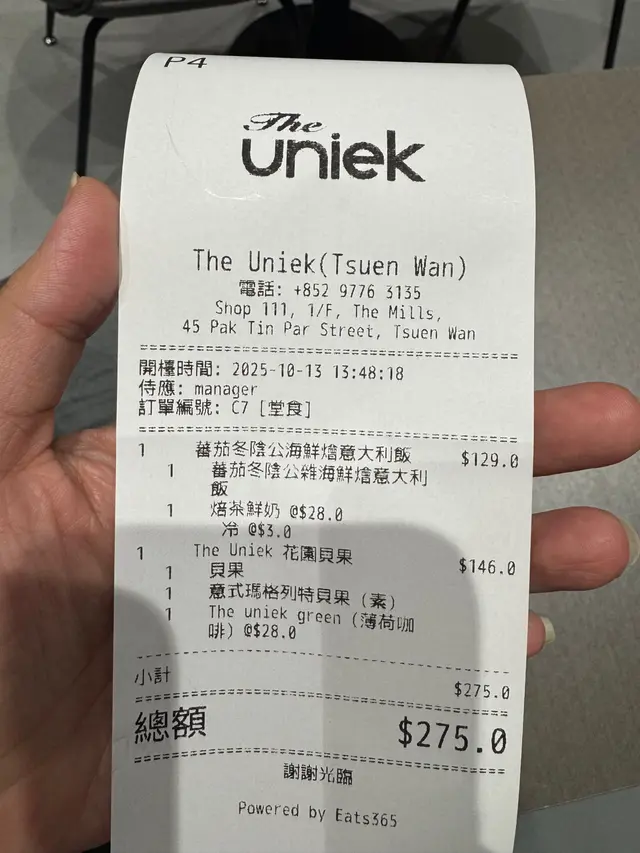 P4
The
uniek
The Uniek(Tsuen Wan)
電話: +852 9776 3135
Shop 111, 1/F, The Mills,
45 Pak Tin Par Street, Tsuen Wan
開檯時間: 2025-10-13 13:48:18
侍應: manager
訂單編號: C7 [堂食]
1 蕃茄冬陰公海鮮燴意大利飯 $129.0
1 蕃茄冬陰公雜海鮮燴意大利
飯
1 焙茶鮮奶 @$28.0
冷 @$3.0
1 The Uniek 花園貝果 $146.0
1 貝果
1 意式瑪格列特貝果 (素)
1 The uniek green (薄荷咖
啡) @$28.0
小計 $275.0
總額 $275.0
謝謝光臨
Powered by Eats365